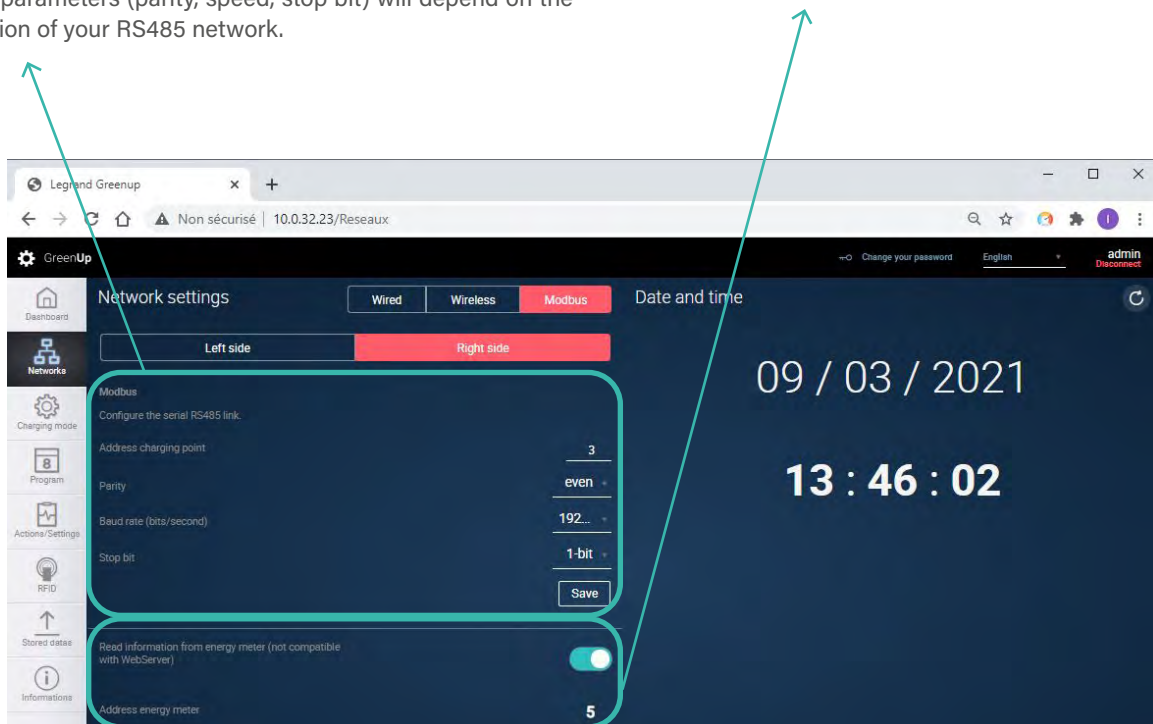 parameters (parity, speed, stop bit) will depend on the
ion of your RS485 network.
Legrand Greenup
Non sécurisé | 10.0.32.23/Reseaux
GreenUp
Change your password
English
admin
Disconnect
Dashboard
Networks
Charging mode
8
Program
Actions/Settings
RFID
Stored datas
Informations
Network settings
Wired
Wireless
Modbus
Left side
Right side
Modbus
Configure the serial RS485 link.
Address charging point
3
Parity
even
Baud rate (bits/second)
192...
Stop bit
1-bit
Save
Read information from energy meter (not compatible
with WebServer)
Address energy meter
5
Date and time
09 / 03 / 2021
13 : 46 : 02